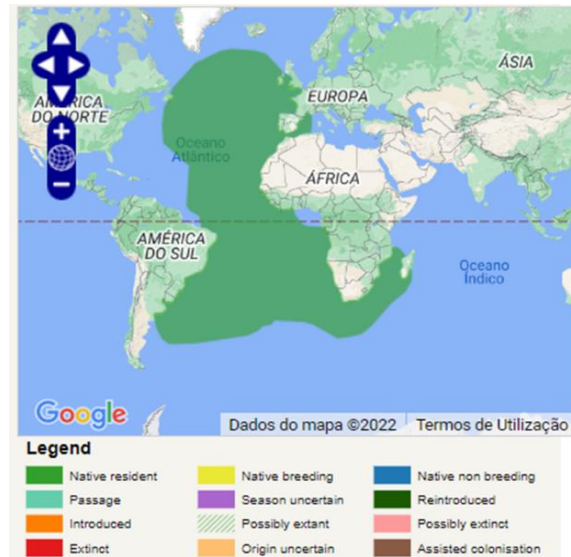 ÁSIA
EUROPA
AMÉRICA
DO NORTE
Oceano
Atlântico
ÁFRICA
AMÉRICA
DO SUL
Oceano
Índico
Google
Dados do mapa ©2022 Termos de Utilização
Legend
Native resident Native breeding Native non breeding
Passage Season uncertain Reintroduced
Introduced Possibly extant Possibly extinct
Extinct Origin uncertain Assisted colonisation